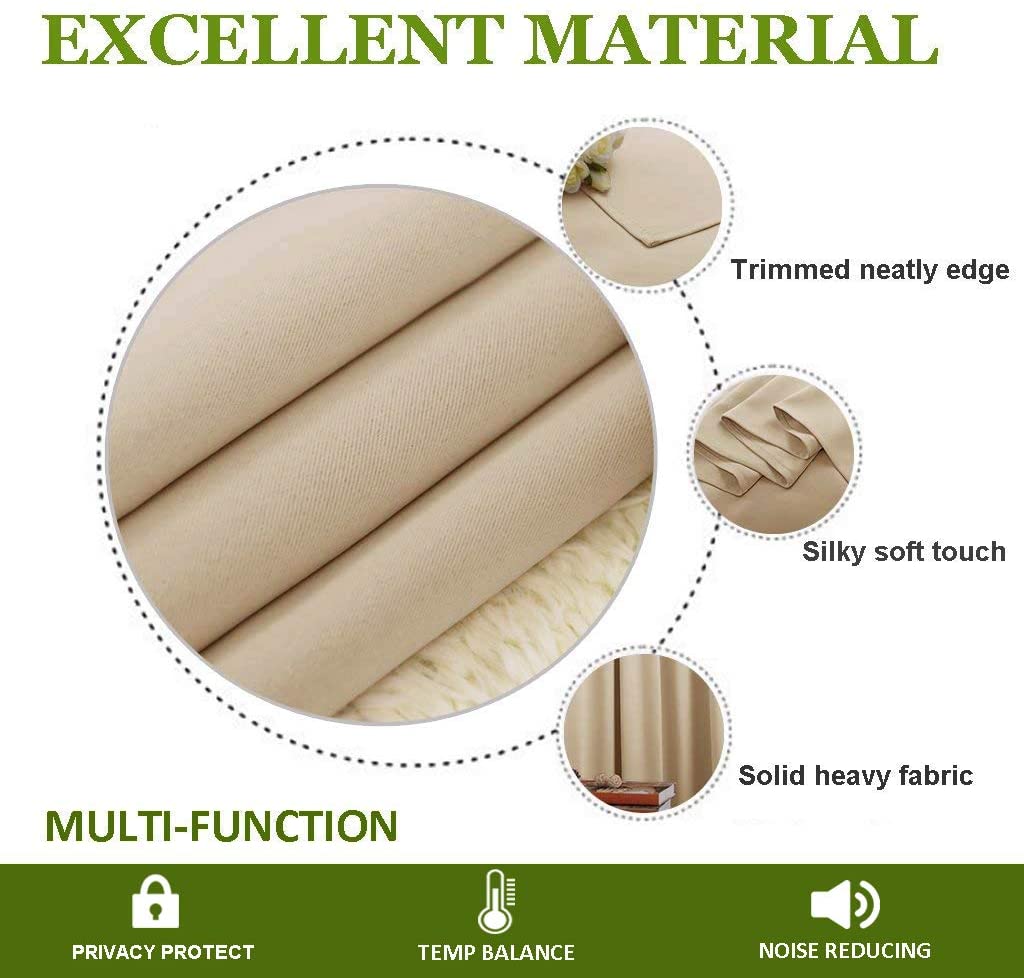 EXCELLENT MATERIAL
Trimmed neatly edge
Silky soft touch
Solid heavy fabric
MULTI-FUNCTION
PRIVACY PROTECT
TEMP BALANCE
NOISE REDUCING